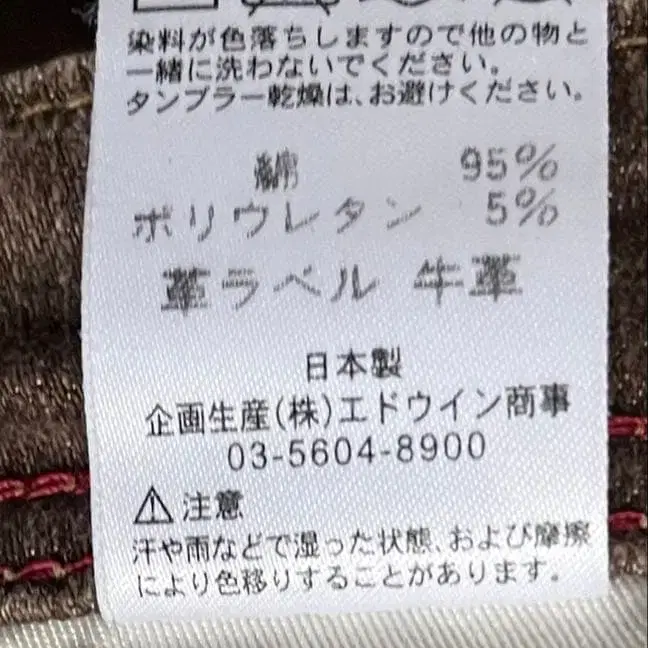 染料が色落ちしますので他の物と
一緒に洗わないでください。
タンブラー乾燥は、お避けください。
綿 95%
ポリウレタン 5%
革ラベル 牛革
日本製
企画生産(株)エドウイン商事
03-5604-8900
⚠注意
汗や雨などで湿った状態、および摩擦
により色移りすることがあります。